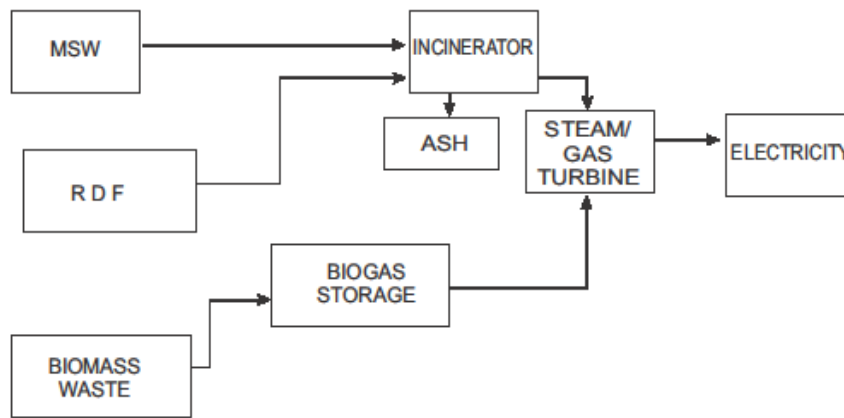 MSW
INCINERATOR
ASH
STEAM/
GAS
TURBINE
ELECTRICITY
R D F
BIOGAS
STORAGE
BIOMASS
WASTE